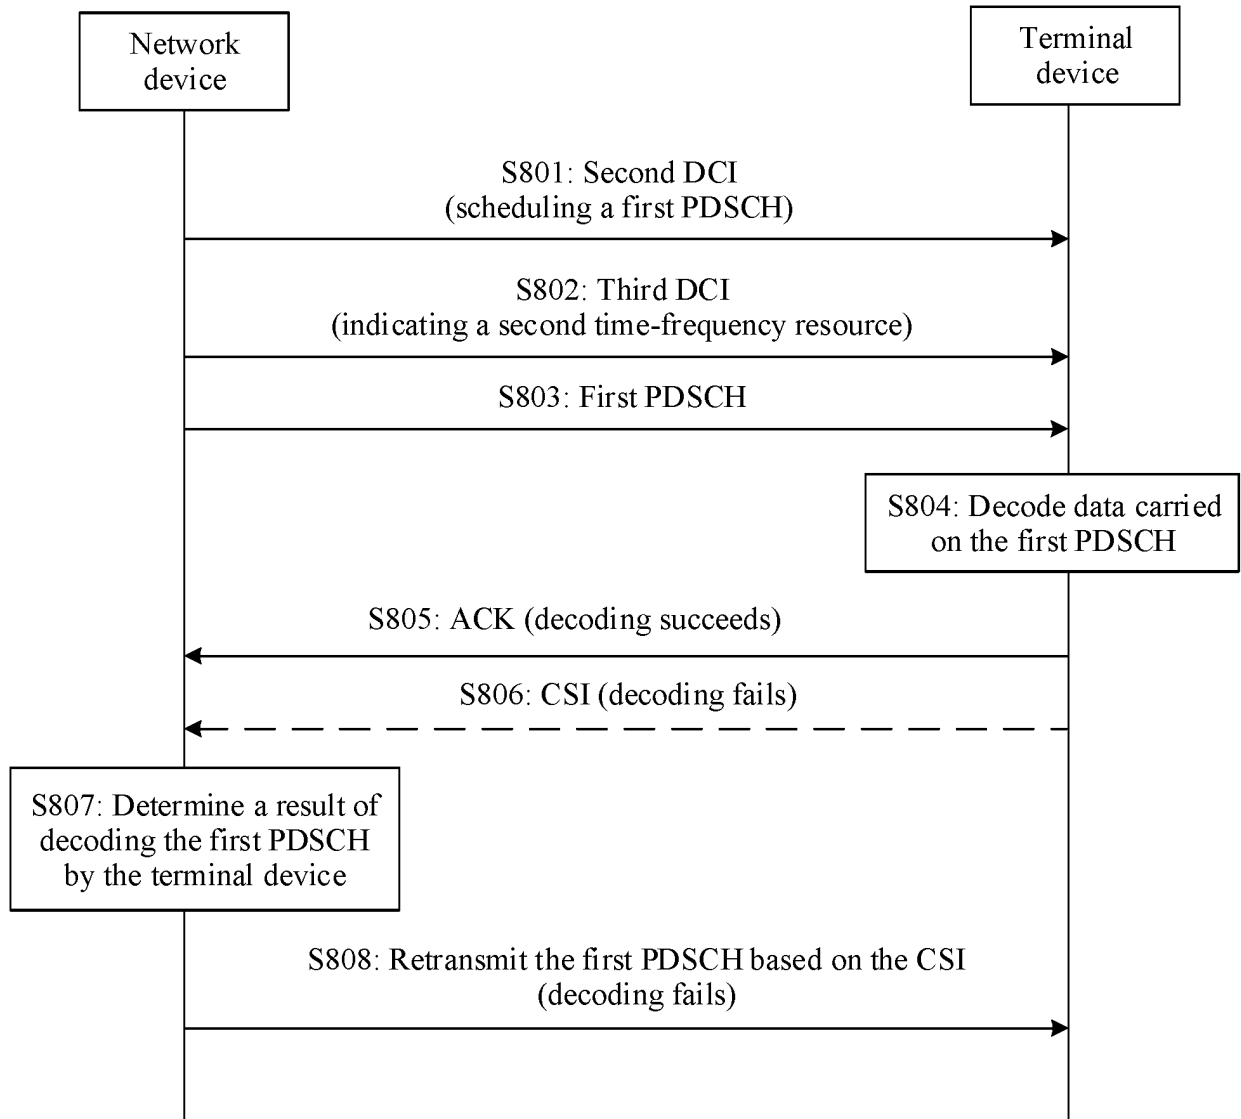 Network
device
Terminal
device
S801: Second DCI
(scheduling a first PDSCH)
S802: Third DCI
(indicating a second time-frequency resource)
S803: First PDSCH
S804: Decode data carried
on the first PDSCH
S805: ACK (decoding succeeds)
S806: CSI (decoding fails)
S807: Determine a result of
decoding the first PDSCH
by the terminal device
S808: Retransmit the first PDSCH based on the CSI
(decoding fails)